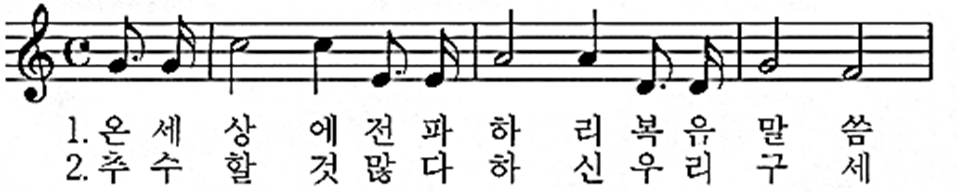 1. 온 세 상 에 전 파 하 리 복 유 말 씀
2. 추 수 할 것 많 다 하 신 우 리 구 세